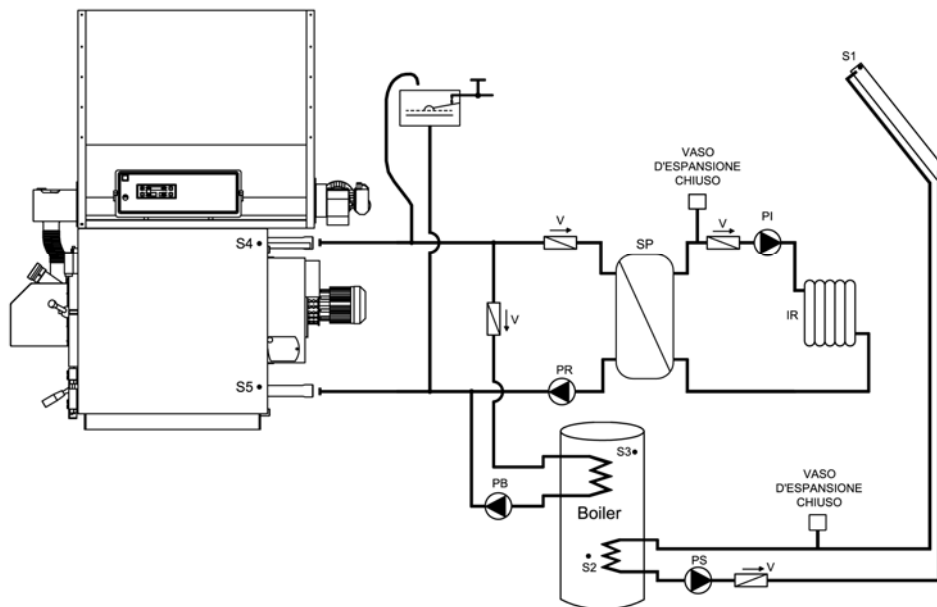 S1
VASO
D'ESPANSIONE
CHIUSO
V
PI
V
SP
S4
IR
V
PR
S5
S3
VASO
D'ESPANSIONE
CHIUSO
PB
Boiler
S2
PS
V